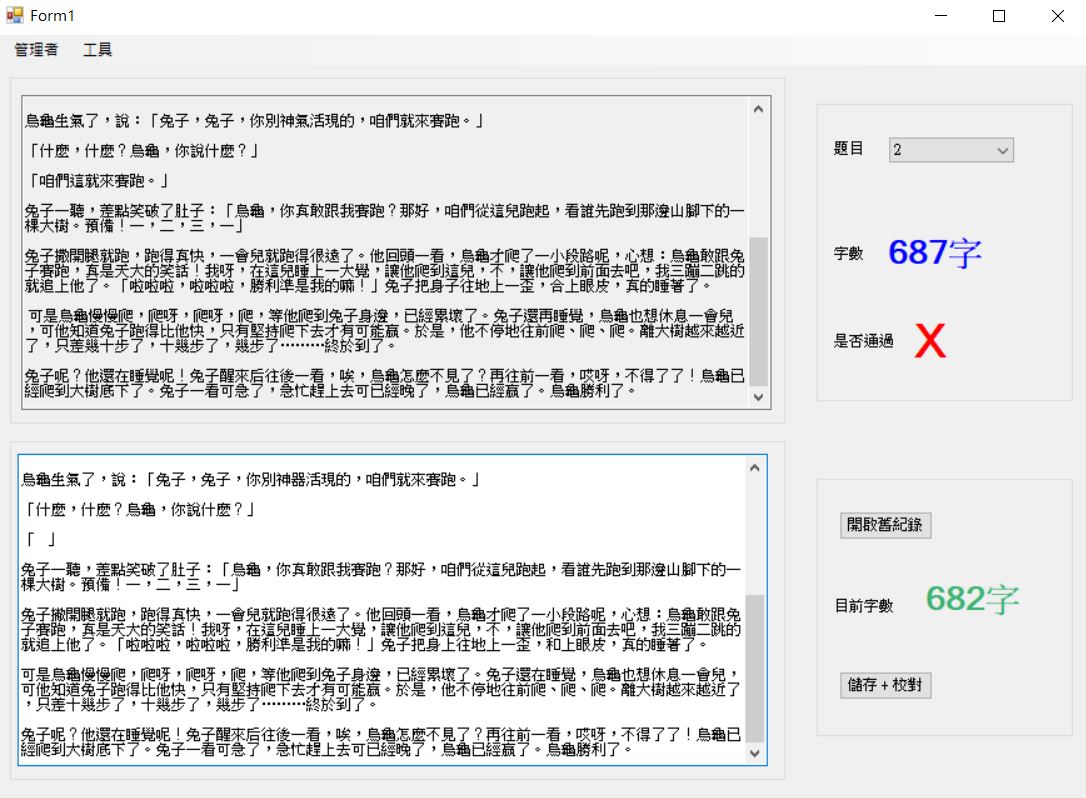 Form1
管理者 工具
烏龜生氣了，說：「兔子，兔子，你別神氣活現的，咱們就來賽跑。」
「什麼，什麼？烏龜，你說什麼？」
「咱們這就來賽跑。」
兔子一聽，差點笑破了肚子：「烏龜，你真敢跟我賽跑？那好，咱們從這兒跑起，看誰先跑到那邊山腳下的一
棵大樹。預備！一，二，三，一」
兔子撒開腿就跑，跑得真快，一會兒就跑得很遠了。他回頭一看，烏龜才爬了一小段路呢，心想：烏龜敢跟兔
子賽跑，真是天大的笑話！我呀，在這兒睡上一大覺，讓他爬到這兒，不，讓他爬到前面去吧，我三蹦二跳的
就追上他了。「啦啦啦，啦啦啦，勝利準是我的嘛！」兔子把身子往地上一歪，合上眼皮，真的睡著了。
可是烏龜慢慢爬，爬呀，爬呀，爬，等他爬到兔子身邊，已經累壞了。兔子還再睡覺，烏龜也想休息一會兒
，可他知道兔子跑得比他快，只有堅持爬下去才有可能贏。於是，他不停地往前爬、爬、爬。離大樹越來越近
了，只差幾十步了，十幾步了，幾步了………終於到了。
兔子呢？他還在睡覺呢！兔子醒來后往後一看，唉，烏龜怎麼不見了？再往前一看，哎呀，不得了了！烏龜已
經爬到大樹底下了。兔子一看可急了，急忙趕上去可已經晚了，烏龜已經贏了。烏龜勝利了。
題目 2
字數 687字
是否通過 X
烏龜生氣了，說：「兔子，兔子，你別神器活現的，咱們就來賽跑。」
「什麼，什麼？烏龜，你說什麼？」
「 」
兔子一聽，差點笑破了肚子：「烏龜，你真敢跟我賽跑？那好，咱們從這兒跑起，看誰先跑到那邊山腳下的一
棵大樹。預備！一，二，三，一」
兔子撇開腿就跑，跑得真快，一會兒就跑得很遠了。他回頭一看，烏龜才爬了一小段路呢，心想：烏龜敢跟兔
子賽跑，真是天大的笑話！我呀，在這兒睡上一大覺，讓他爬到這兒，不，讓他爬到前面去吧，我三蹦二跳的
就追上他了。「啦啦啦，啦啦啦，勝利準是我的嘛！」兔子把身上往地上一歪，和上眼皮，真的睡著了。
可是烏龜慢慢爬，爬呀，爬呀，爬，等他爬到兔子身邊，已經累壞了。兔子還在睡覺，烏龜也想休息一會兒，
可他知道兔子跑得比他快，只有堅持爬下去才有可能贏。於是，他不停地往前爬、爬、爬。離大樹越來越近了
，只差十幾步了，十幾步了，幾步了………終於到了。
兔子呢？他還在睡覺呢！兔子醒來后往後一看，唉，烏龜怎麼不見了？再往前一看，哎呀，不得了了！烏龜已
經爬到大樹底下了。兔子一看可急了，急忙趕上去可已經晚了，烏龜已經贏了。烏龜勝利了。
開啟舊紀錄
目前字數 682字
儲存 + 校對